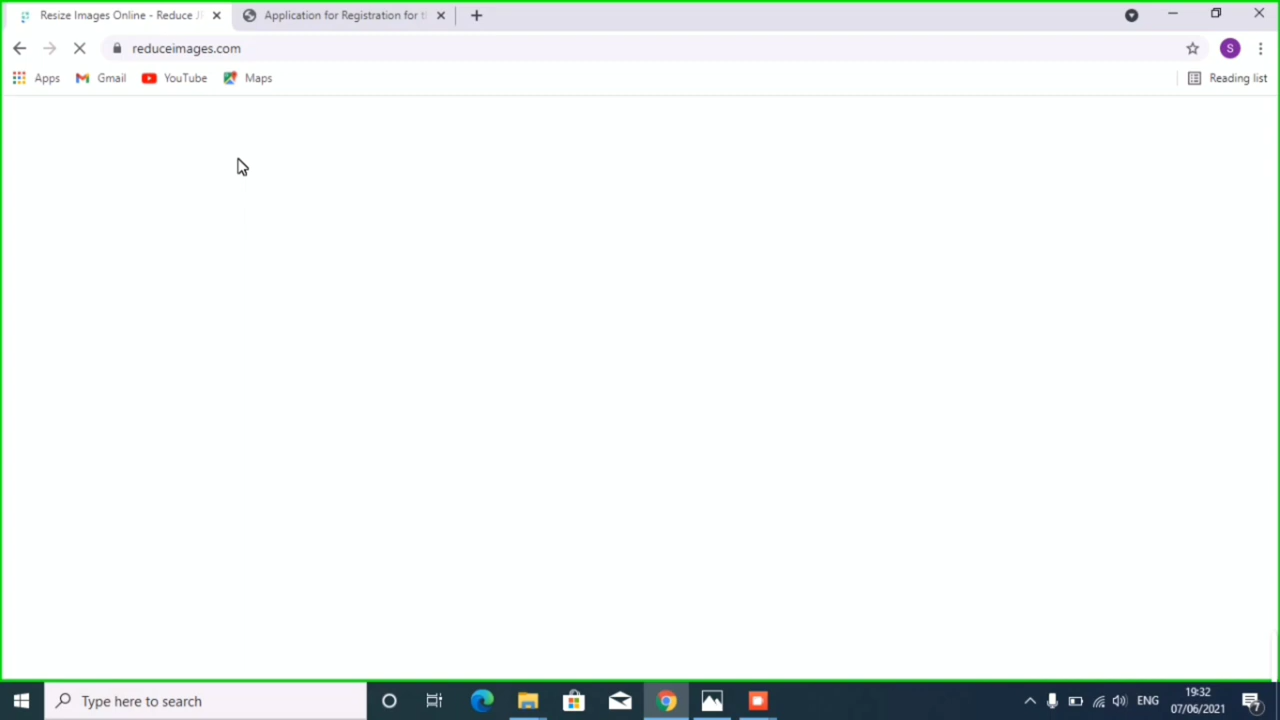 Resize Images Online - Reduce J
Application for Registration for t
reduceimages.com
S
Apps
Gmail
YouTube
Maps
Reading list
Type here to search
ENG
19:32
07/06/2021
7